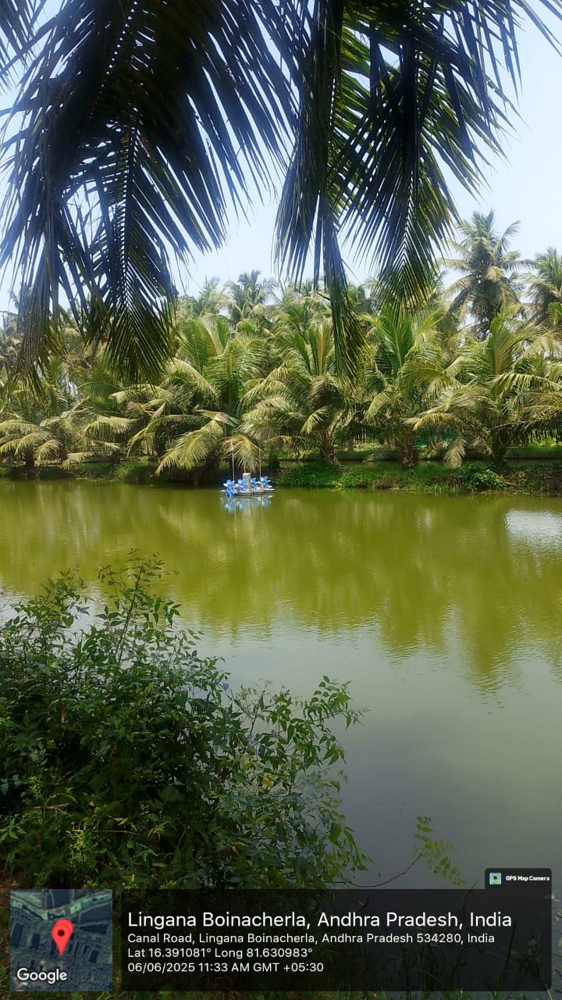 GPS Map Camera
Lingana Boinacherla, Andhra Pradesh, India
Canal Road, Lingana Boinacherla, Andhra Pradesh 534280, India
Lat 16.391081° Long 81.630983°
06/06/2025 11:33 AM GMT +05:30
Google